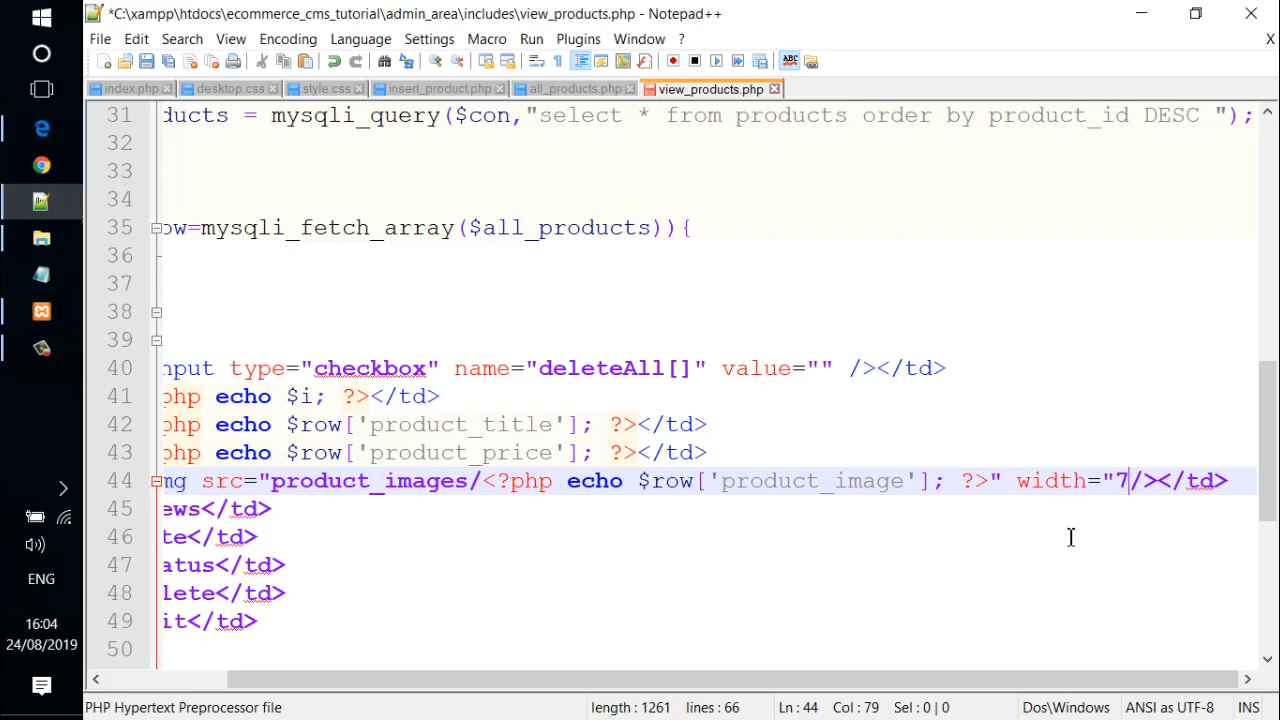 *C:\xampp\htdocs\ecommerce_cms_tutorial\admin_area\includes\view_products.php - Notepad++
File Edit Search View Encoding Language Settings Macro Run Plugins Window ? X
index.php desktop.css style.css insert_product.php all_products.php view_products.php
31 ducts = mysqli_query($con,"select * from products order by product_id DESC ");
32
33
34
35 ow=mysqli_fetch_array($all_products)){
36
37
38
39
40 nput type="checkbox" name="deleteAll[]" value="" /></td>
41 php echo $i; ?></td>
42 php echo $row['product_title']; ?></td>
43 php echo $row['product_price']; ?></td>
44 mg src="product_images/<?php echo $row['product_image']; ?>" width="7/></td>
45 ews</td>
46 te</td>
47 atus</td>
48 lete</td>
49 it</td>
50
ENG
16:04
24/08/2019
PHP Hypertext Preprocessor file length : 1261 lines : 66 Ln : 44 Col : 79 Sel : 0 | 0 Dos\Windows ANSI as UTF-8 INS